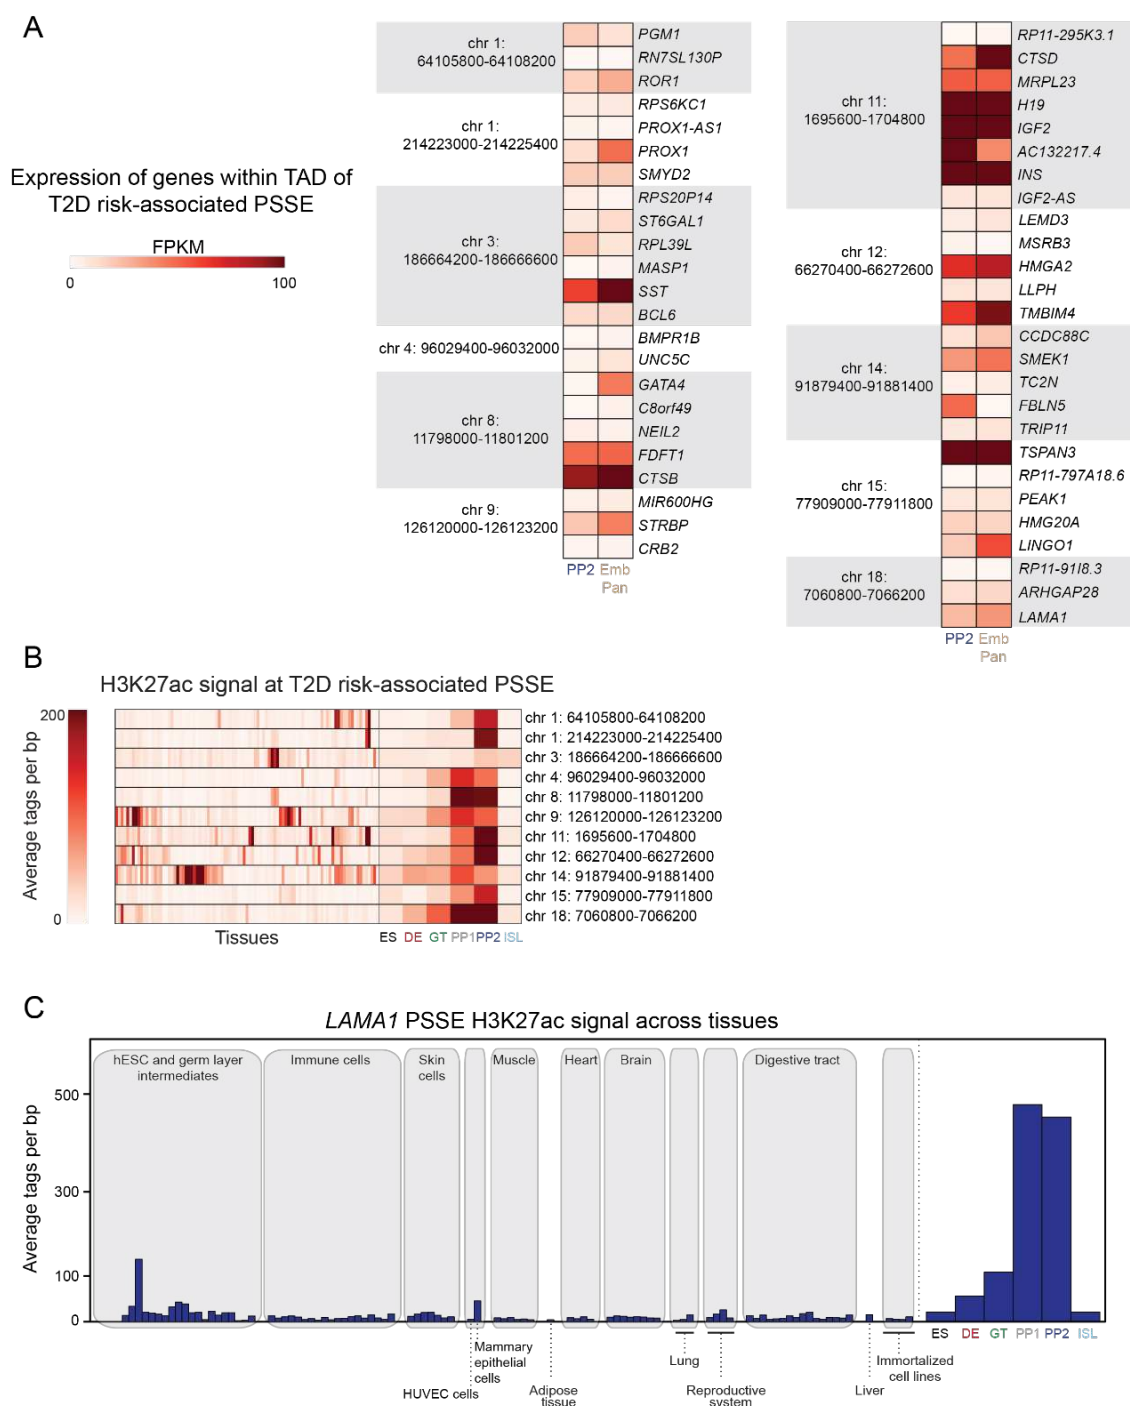 A
Expression of genes within TAD of
T2D risk-associated PSSE
FPKM
0
100
chr 1:
64105800-64108200
PGM1
RN7SL130P
ROR1
chr 1:
214223000-214225400
RPS6KC1
PROX1-AS1
PROX1
SMYD2
chr 3:
186664200-186666600
RPS20P14
ST6GAL1
RPL39L
MASP1
SST
BCL6
chr 4: 96029400-96032000
BMPR1B
UNC5C
chr 8:
11798000-11801200
GATA4
C8orf49
NEIL2
FDFT1
CTSB
chr 9:
126120000-126123200
MIR600HG
STRBP
CRB2
PP2 Emb
Pan
chr 11:
1695600-1704800
RP11-295K3.1
CTSD
MRPL23
H19
IGF2
AC132217.4
INS
IGF2-AS
chr 12:
66270400-66272600
LEMD3
MSRB3
HMGA2
LLPH
TMBIM4
chr 14:
91879400-91881400
CCDC88C
SMEK1
TC2N
FBLN5
TRIP11
chr 15:
77909000-77911800
TSPAN3
RP11-797A18.6
PEAK1
HMG20A
LINGO1
chr 18:
7060800-7066200
RP11-91I8.3
ARHGAP28
LAMA1
PP2 Emb
Pan
B
H3K27ac signal at T2D risk-associated PSSE
200
Average tags per bp
0
chr 1: 64105800-64108200
chr 1: 214223000-214225400
chr 3: 186664200-186666600
chr 4: 96029400-96032000
chr 8: 11798000-11801200
chr 9: 126120000-126123200
chr 11: 1695600-1704800
chr 12: 66270400-66272600
chr 14: 91879400-91881400
chr 15: 77909000-77911800
chr 18: 7060800-7066200
Tissues
ES DE GT PP1 PP2 ISL
C
LAMA1 PSSE H3K27ac signal across tissues
Average tags per bp
500
300
100
0
hESC and germ layer
intermediates
Immune cells
Skin
cells
Muscle
Heart
Brain
Digestive tract
ES DE GT PP1 PP2 ISL
HUVEC cells
Mammary
epithelial
cells
Adipose
tissue
Lung
Reproductive
system
Liver
Immortalized
cell lines